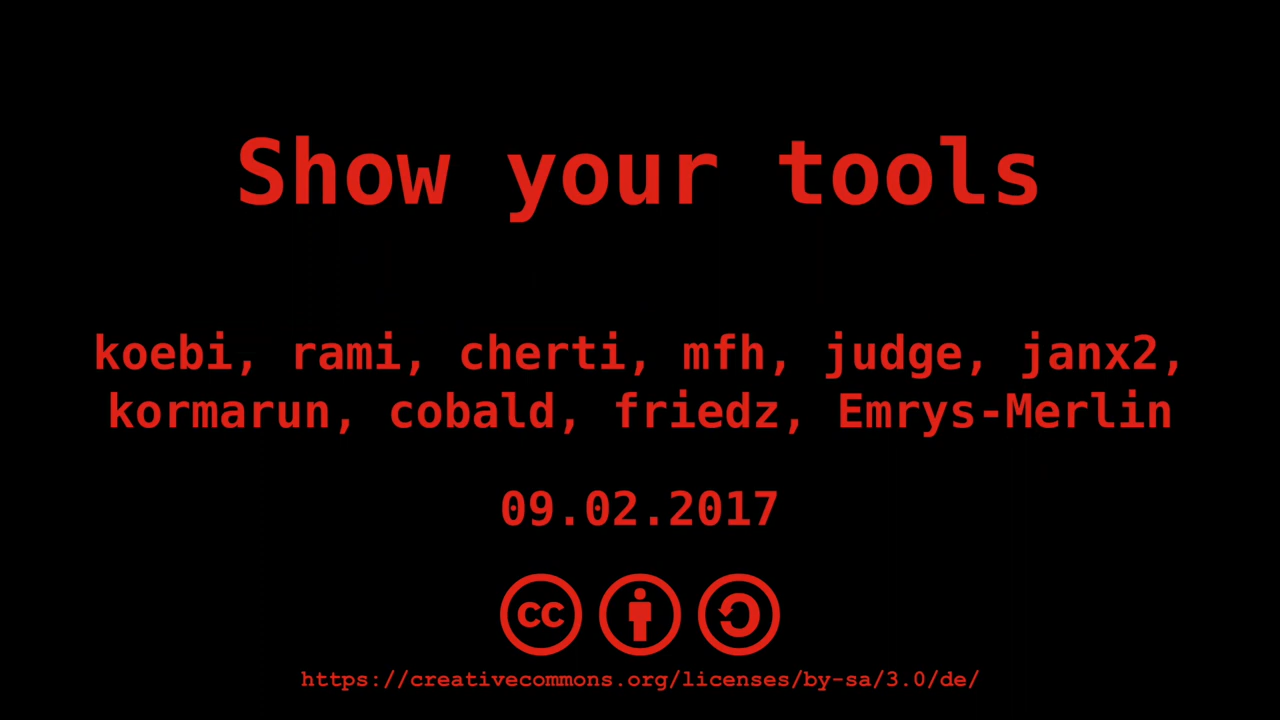 Show your tools
koebi, rami, cherti, mfh, judge, janx2,
kormarun, cobald, friedz, Emrys-Merlin
09.02.2017
cc
https://creativecommons.org/licenses/by-sa/3.0/de/